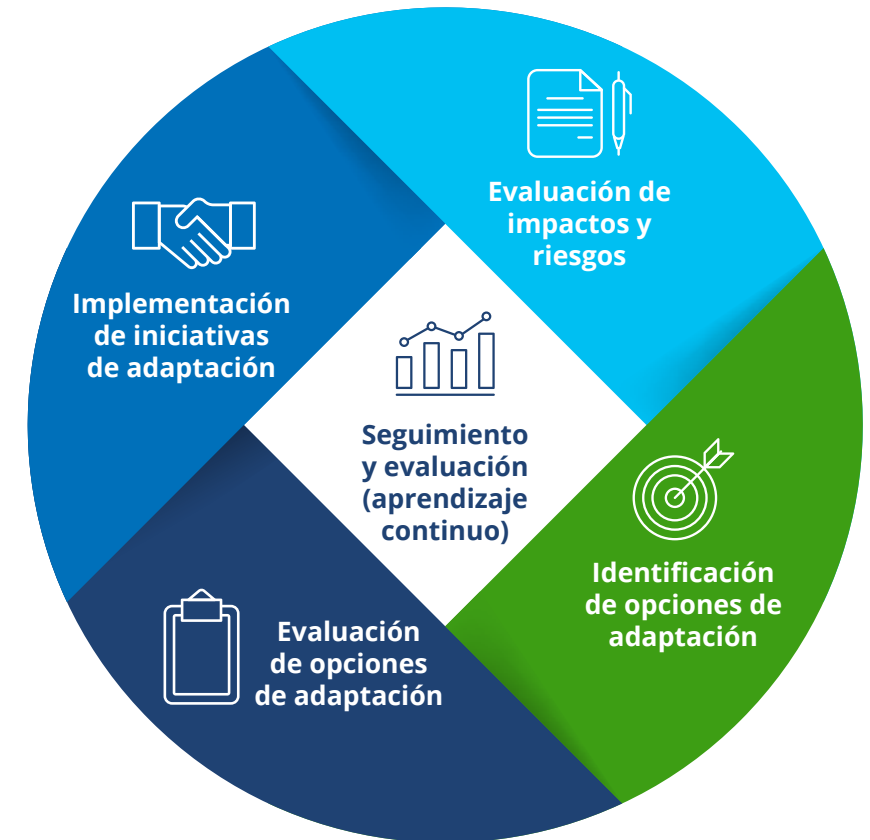 Evaluación de
impactos y
riesgos
Implementación
de iniciativas
de adaptación
Seguimiento
y evaluación
(aprendizaje
continuo)
Identificación
de opciones de
adaptación
Evaluación
de opciones
de adaptación